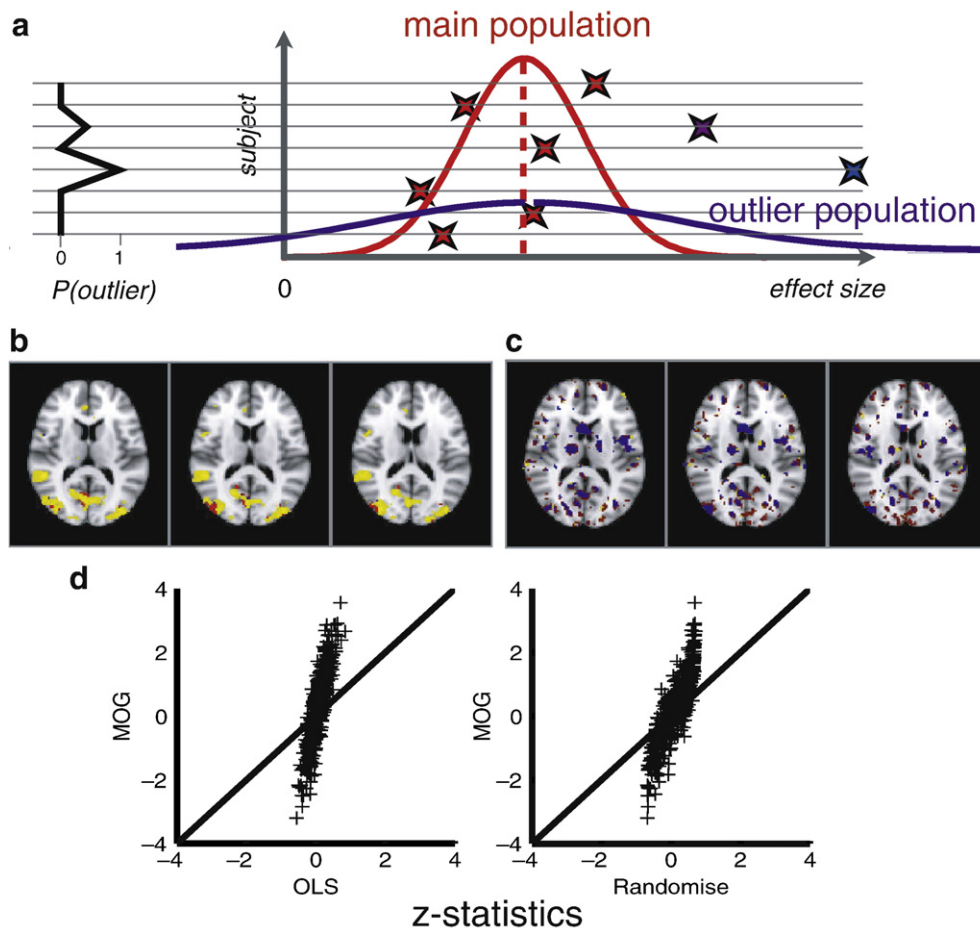 a
main population
subject
outlier population
0 1
P(outlier)
0
effect size
b
c
d
4
2
0
−2
−4
MOG
−4 −2 0 2 4
OLS
4
2
0
−2
−4
MOG
−4 −2 0 2 4
Randomise
z-statistics